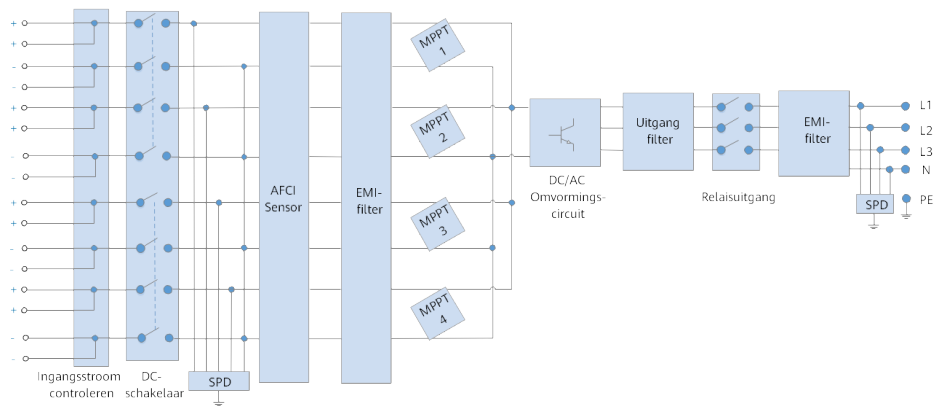 +
+
-
-
+
+
-
-
+
+
-
-
+
+
-
-
Ingangsstroom
controleren
DC-
schakelaar
SPD
AFCI
Sensor
EMI-
filter
MPPT
1
MPPT
2
MPPT
3
MPPT
4
DC/AC
Omvormings-
circuit
Uitgang
filter
Relaisuitgang
EMI-
filter
SPD
L1
L2
L3
N
PE